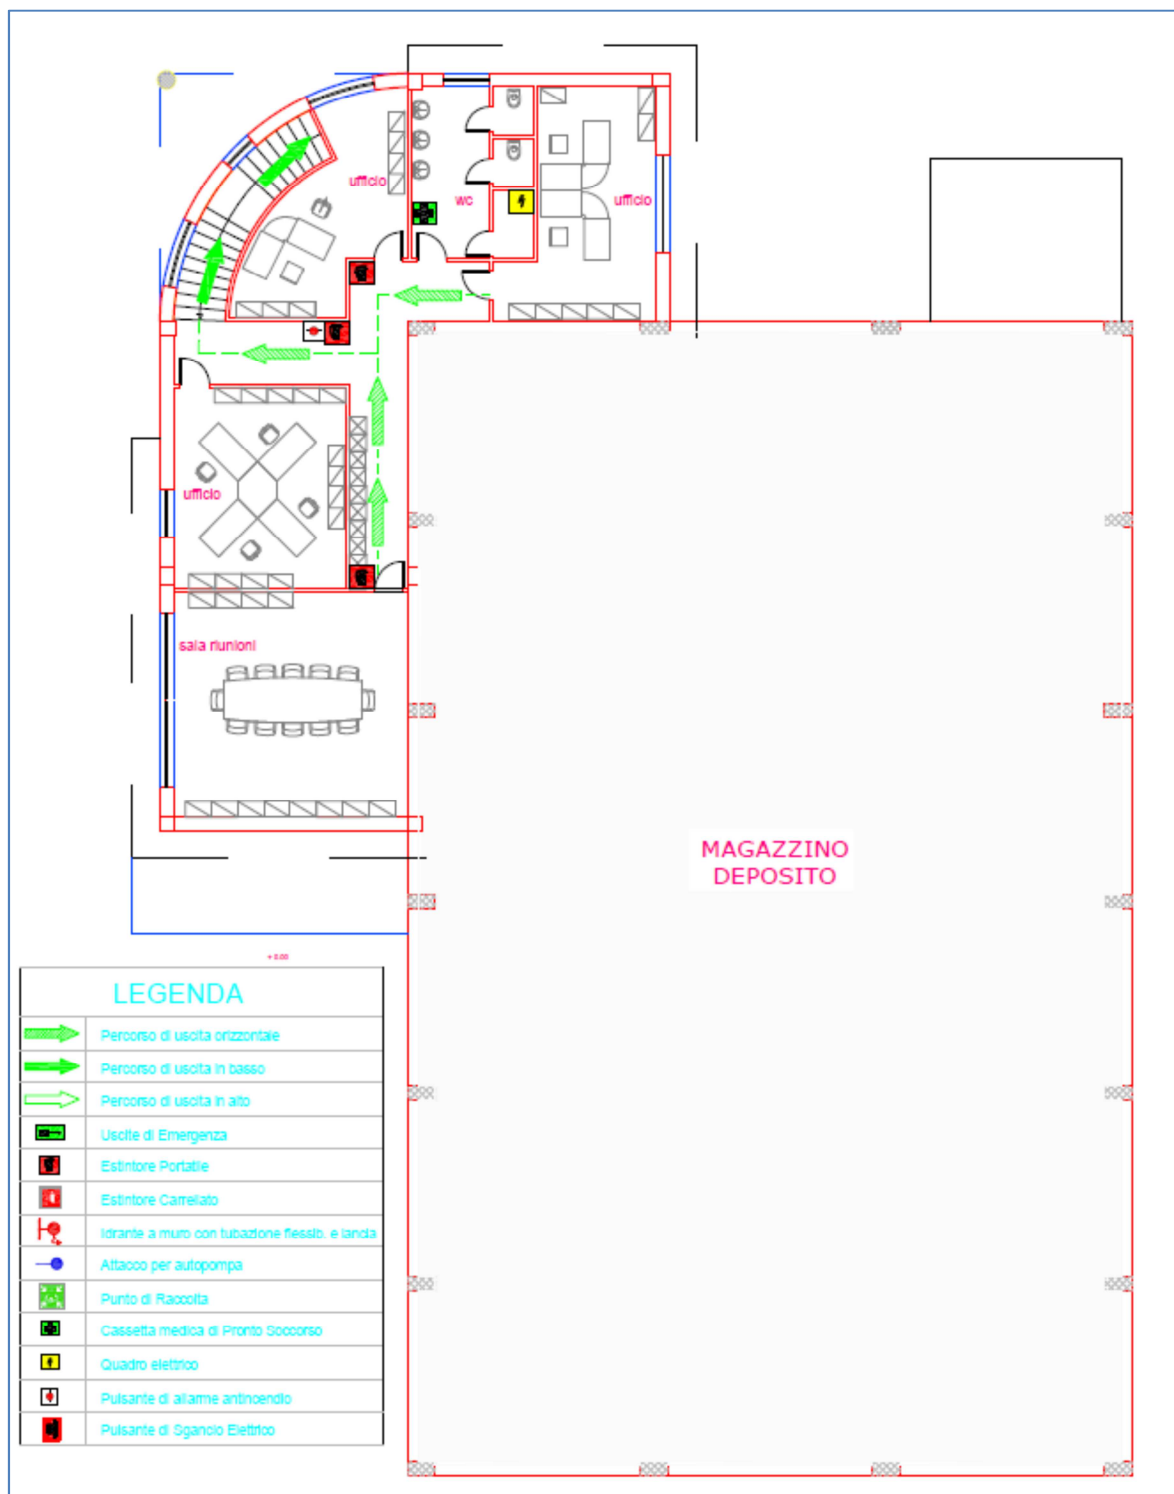 ufficio
wc
ufficio
ufficio
sala riunioni
MAGAZZINO
DEPOSITO
+ 0.00
LEGENDA
Percorso di uscita orizzontale
Percorso di uscita in basso
Percorso di uscita in alto
Uscite di Emergenza
Estintore Portatile
Estintore Carrellato
Idrante a muro con tubazione flessib. e lancia
Attacco per autopompa
Punto di Raccolta
Cassetta medica di Pronto Soccorso
Quadro elettrico
Pulsante di allarme antincendio
Pulsante di Sgancio Elettrico